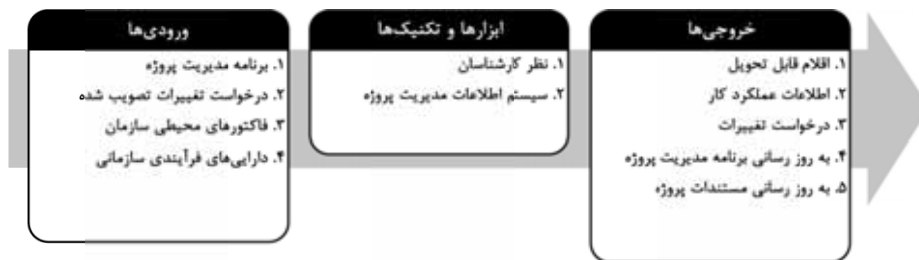 ورودی‌ها
۱. برنامه مدیریت پروژه
۲. درخواست تغییرات تصویب شده
۳. فاکتورهای محیطی سازمان
۴. دارایی‌های فرآیندی سازمانی
ابزارها و تکنیک‌ها
۱. نظر کارشناسان
۲. سیستم اطلاعات مدیریت پروژه
خروجی‌ها
۱. اقلام قابل تحویل
۲. اطلاعات عملکرد کار
۳. درخواست تغییرات
۴. به روز رسانی برنامه مدیریت پروژه
۵. به روز رسانی مستندات پروژه